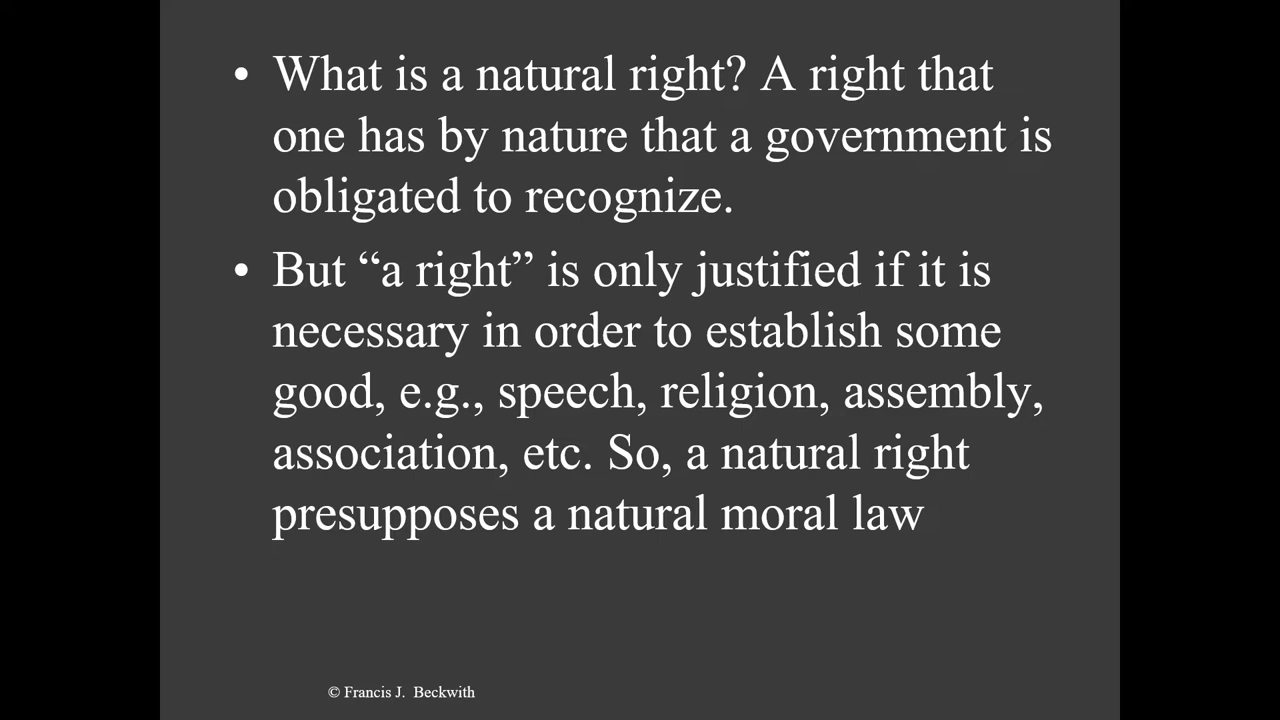 • What is a natural right? A right that
one has by nature that a government is
obligated to recognize.
• But “a right” is only justified if it is
necessary in order to establish some
good, e.g., speech, religion, assembly,
association, etc. So, a natural right
presupposes a natural moral law
© Francis J. Beckwith